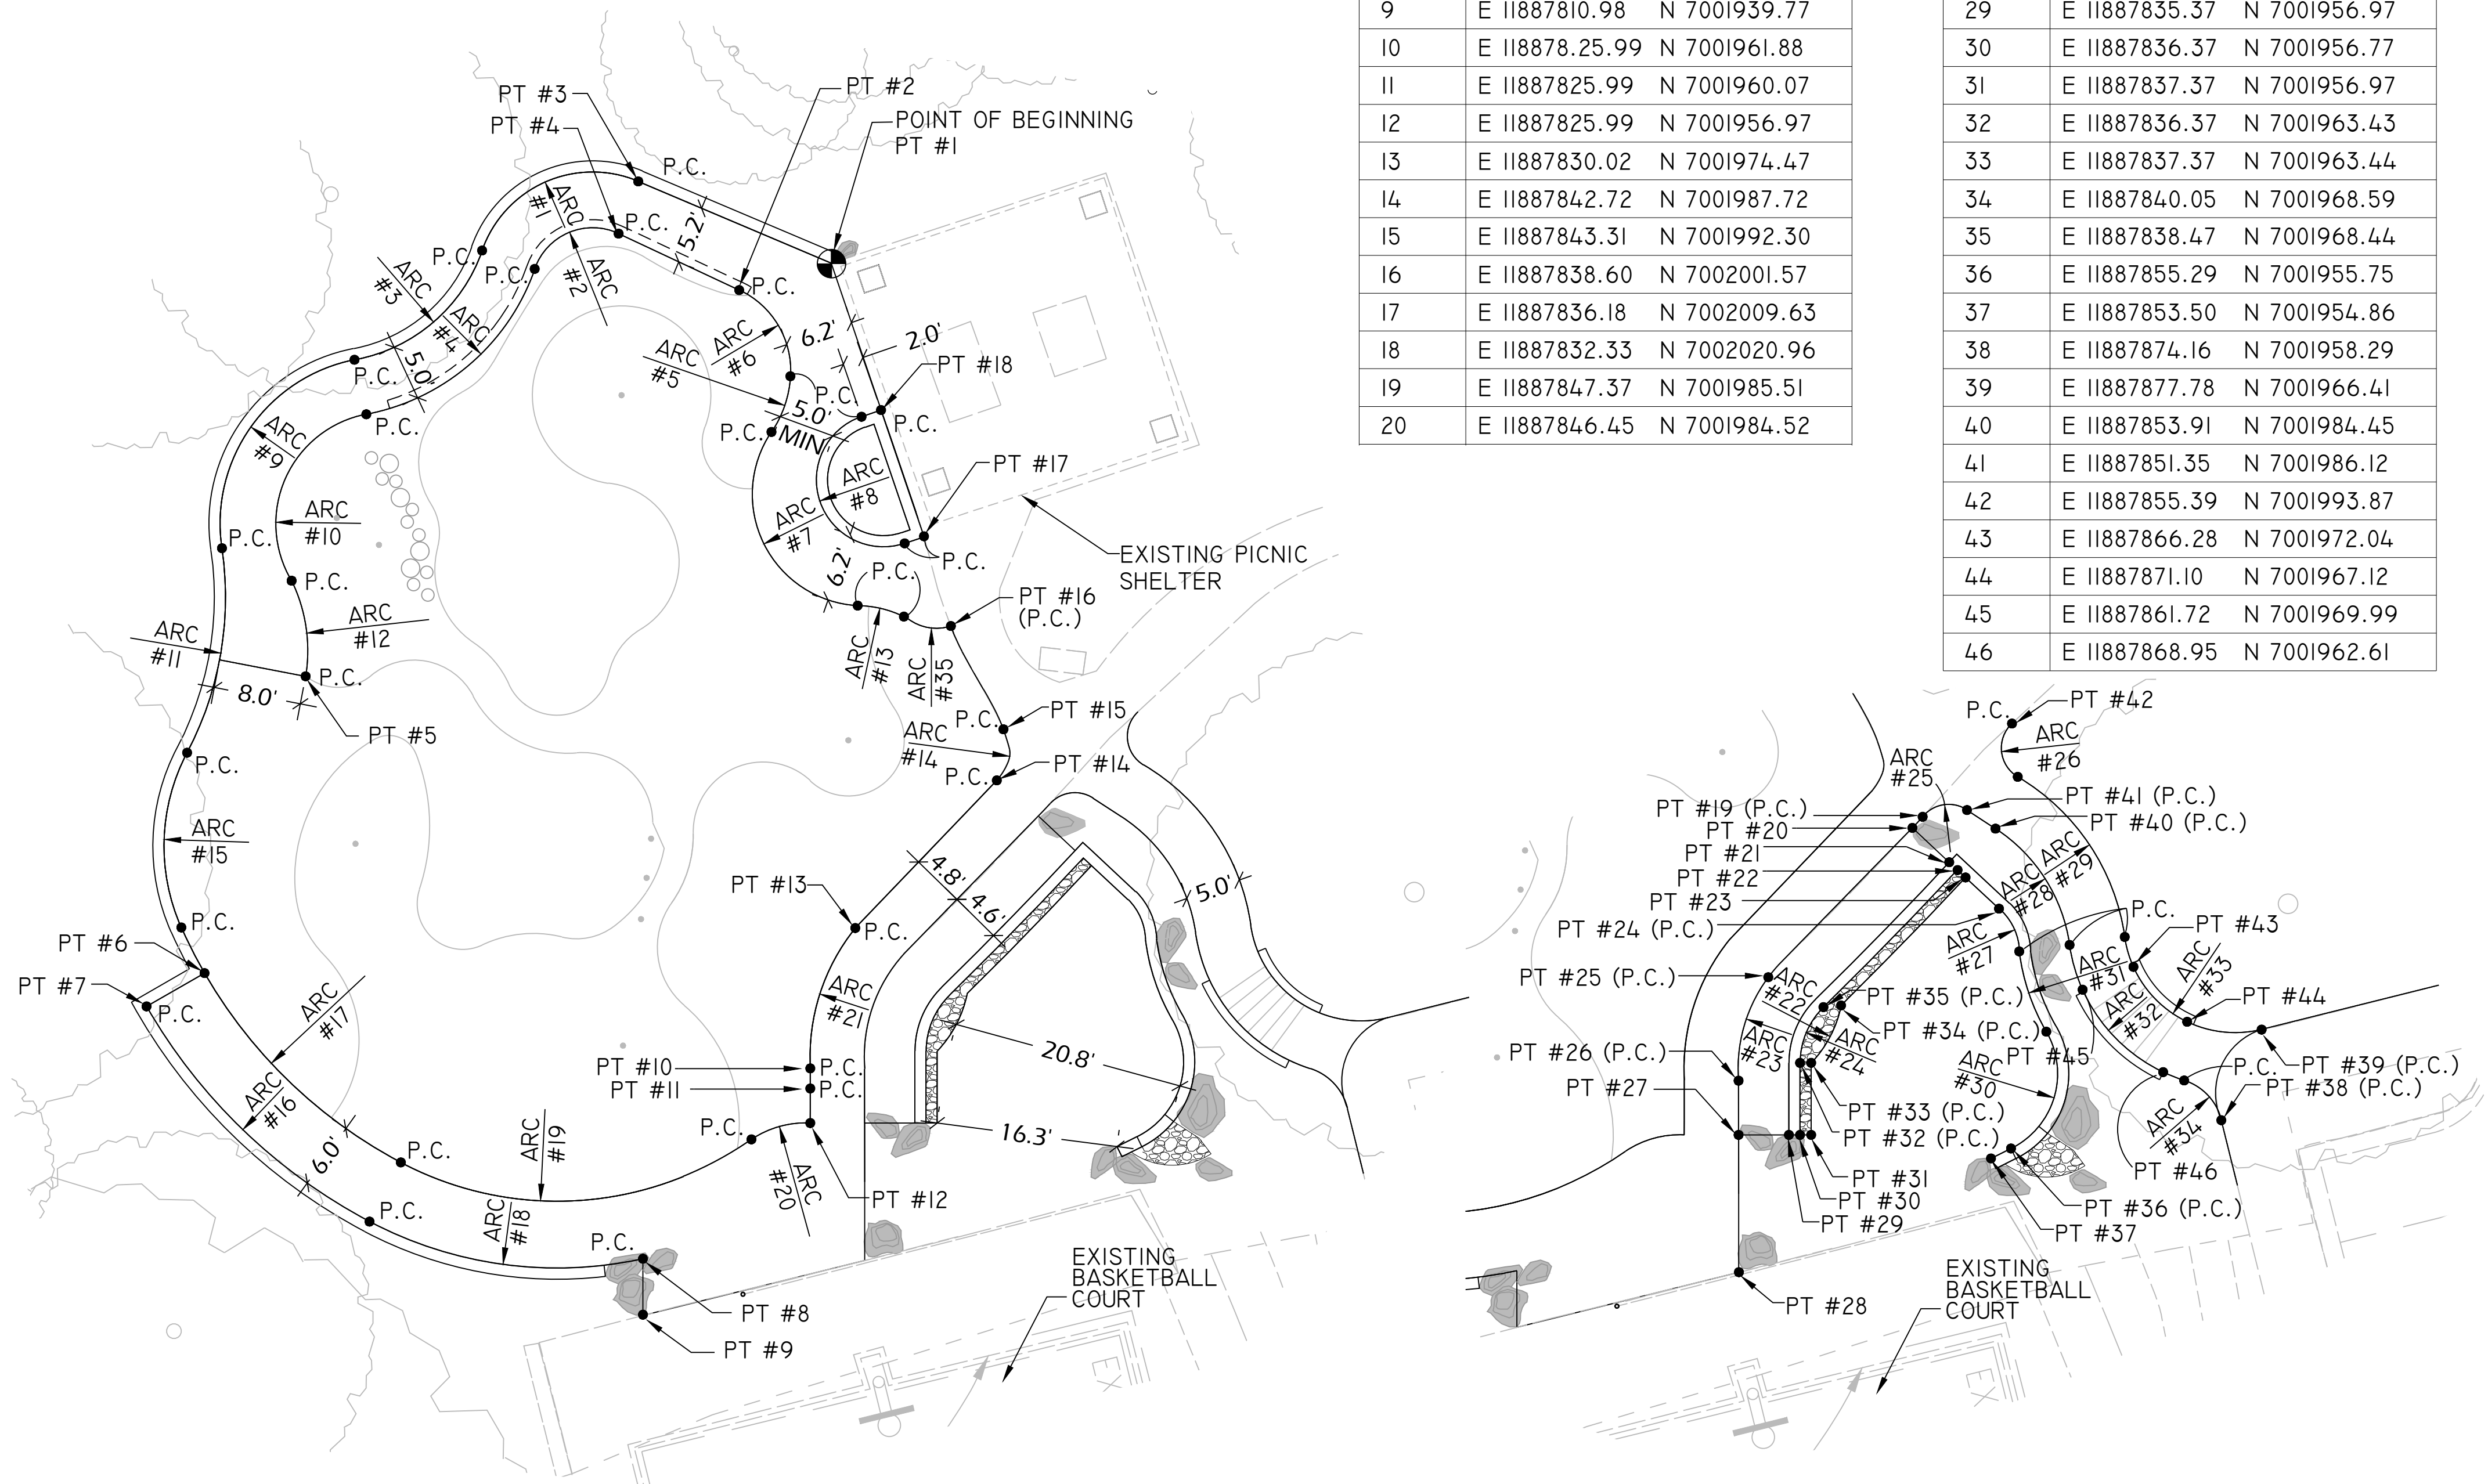 9 E 11887810.98 N 7001939.77
10 E 118878.25.99 N 7001961.88
11 E 11887825.99 N 7001960.07
12 E 11887825.99 N 7001956.97
13 E 11887830.02 N 7001974.47
14 E 11887842.72 N 7001987.72
15 E 11887843.31 N 7001992.30
16 E 11887838.60 N 7002001.57
17 E 11887836.18 N 7002009.63
18 E 11887832.33 N 7002020.96
19 E 11887847.37 N 7001985.51
20 E 11887846.45 N 7001984.52
29 E 11887835.37 N 7001956.97
30 E 11887836.37 N 7001956.77
31 E 11887837.37 N 7001956.97
32 E 11887836.37 N 7001963.43
33 E 11887837.37 N 7001963.44
34 E 11887840.05 N 7001968.59
35 E 11887838.47 N 7001968.44
36 E 11887855.29 N 7001955.75
37 E 11887853.50 N 7001954.86
38 E 11887874.16 N 7001958.29
39 E 11887877.78 N 7001966.41
40 E 11887853.91 N 7001984.45
41 E 11887851.35 N 7001986.12
42 E 11887855.39 N 7001993.87
43 E 11887866.28 N 7001972.04
44 E 11887871.10 N 7001967.12
45 E 11887861.72 N 7001969.99
46 E 11887868.95 N 7001962.61
PT #2
PT #3
PT #4
POINT OF BEGINNING
PT #1
P.C.
P.C.
P.C.
P.C.
P.C.
ARC
#1
ARC
#2
5.2'
ARC
#3
ARC
#4
5.0'
P.C.
P.C.
ARC
#5
ARC
#6
6.2'
2.0'
P.C.
PT #18
P.C.
5.0'
MIN
P.C.
ARC
#9
ARC
#8
PT #17
ARC
#10
ARC
#7
6.2'
P.C.
P.C.
EXISTING PICNIC
SHELTER
P.C.
P.C.
PT #16
(P.C.)
ARC
#11
ARC
#12
ARC
#13
ARC
#35
8.0'
P.C.
PT #5
P.C.
PT #15
P.C.
ARC
#14
P.C.
PT #14
ARC
#15
4.8'
4.6'
5.0'
PT #13
P.C.
P.C.
PT #6
PT #7
P.C.
ARC
#17
ARC
#21
20.8'
PT #10
P.C.
PT #11
P.C.
ARC
#16
6.0'
ARC
#19
P.C.
P.C.
16.3'
ARC
#20
PT #12
P.C.
ARC
#18
P.C.
PT #8
PT #9
EXISTING
BASKETBALL
COURT
P.C.
PT #42
ARC
#26
ARC
#25
PT #19 (P.C.)
PT #20
PT #21
PT #22
PT #23
PT #24 (P.C.)
PT #25 (P.C.)
PT #26 (P.C.)
PT #27
PT #41 (P.C.)
PT #40 (P.C.)
ARC
#28
ARC
#29
P.C.
PT #43
ARC
#27
ARC
#31
ARC
#33
ARC
#22
PT #35 (P.C.)
PT #34 (P.C.)
ARC
#32
PT #44
ARC
#23
ARC
#24
PT #45
ARC
#30
P.C.
PT #39 (P.C.)
PT #38 (P.C.)
PT #33 (P.C.)
PT #32 (P.C.)
ARC
#34
PT #46
PT #31
PT #30
PT #29
PT #36 (P.C.)
PT #37
EXISTING
BASKETBALL
COURT
PT #28